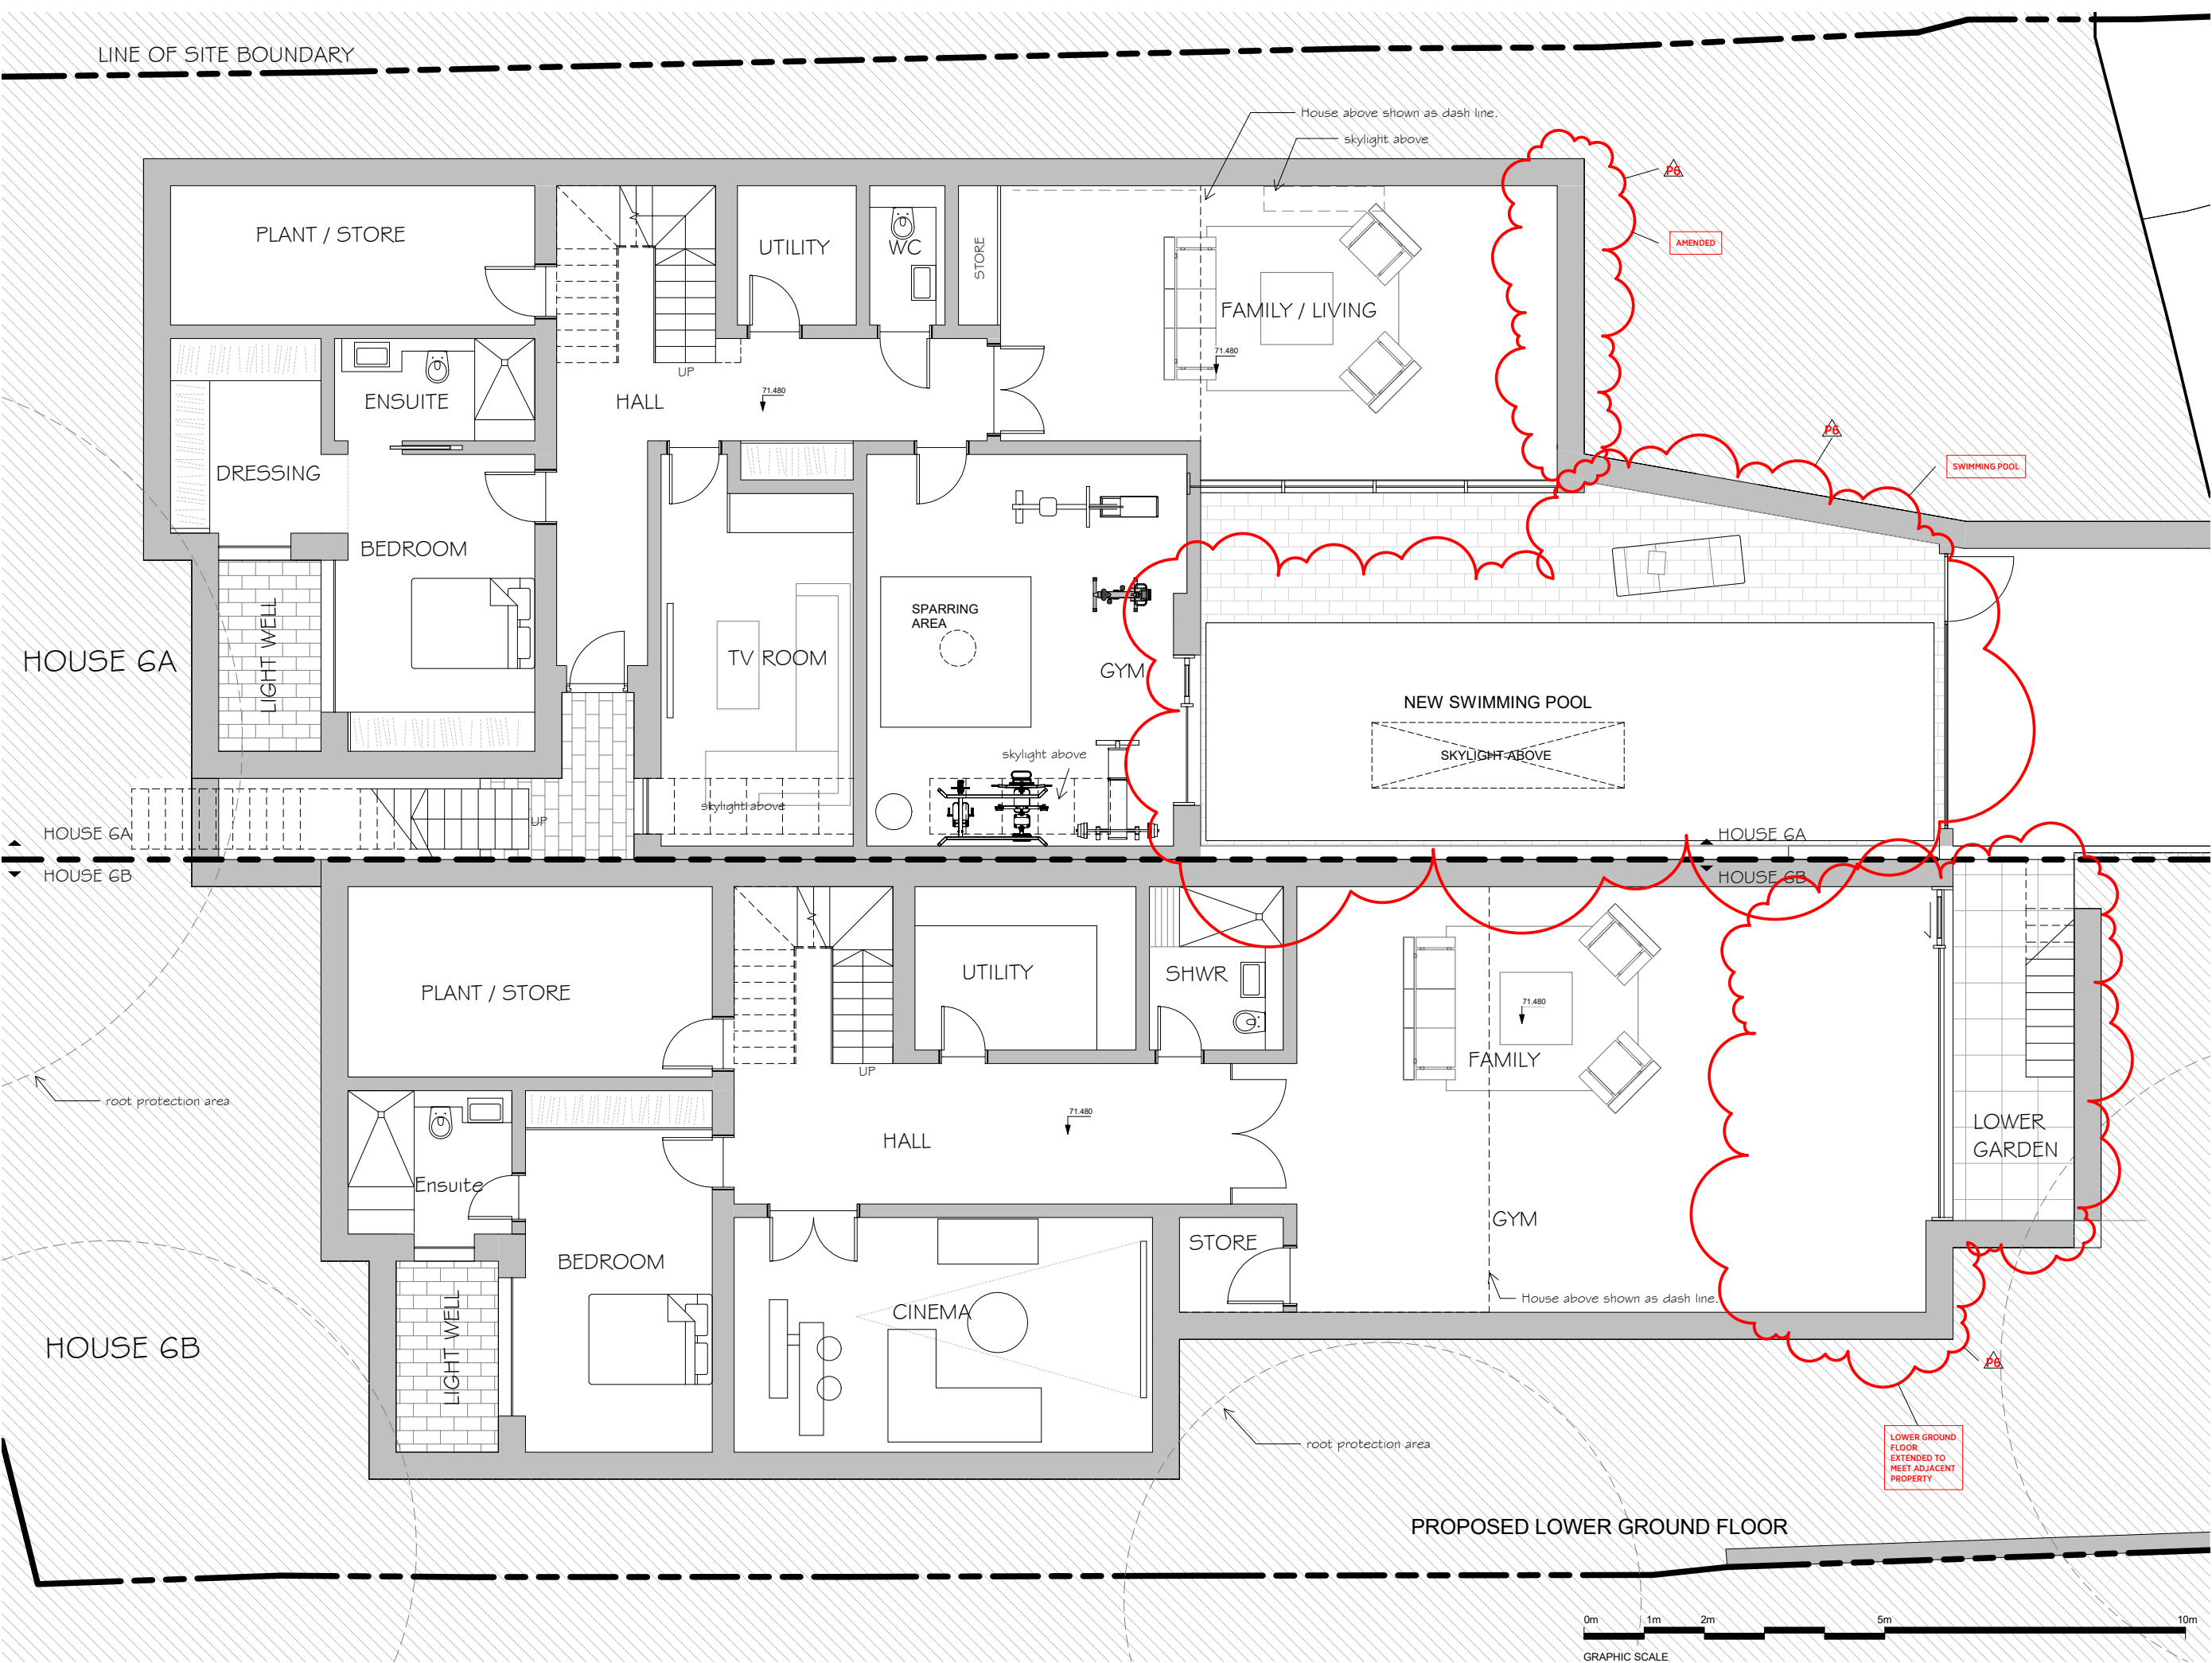 LINE OF SITE BOUNDARY
House above shown as dash line.
skylight above
P6
AMENDED
PLANT / STORE
UTILITY
WC
STORE
FAMILY / LIVING
71.480
UP
71.480
ENSUITE
HALL
P6
SWIMMING POOL
DRESSING
BEDROOM
LIGHT WELL
SPARRING
AREA
HOUSE 6A
TV ROOM
GYM
NEW SWIMMING POOL
SKYLIGHT ABOVE
skylight above
skylight above
UP
HOUSE 6A
HOUSE 6B
HOUSE 6A
HOUSE 6B
PLANT / STORE
UTILITY
SHWR
71.480
FAMILY
UP
root protection area
71.480
HALL
LOWER
GARDEN
Ensuite
GYM
STORE
BEDROOM
LIGHT WELL
CINEMA
House above shown as dash line.
HOUSE 6B
P6
root protection area
LOWER GROUND
FLOOR
EXTENDED TO
MEET ADJACENT
PROPERTY
PROPOSED LOWER GROUND FLOOR
0m 1m 2m 5m 10m
GRAPHIC SCALE